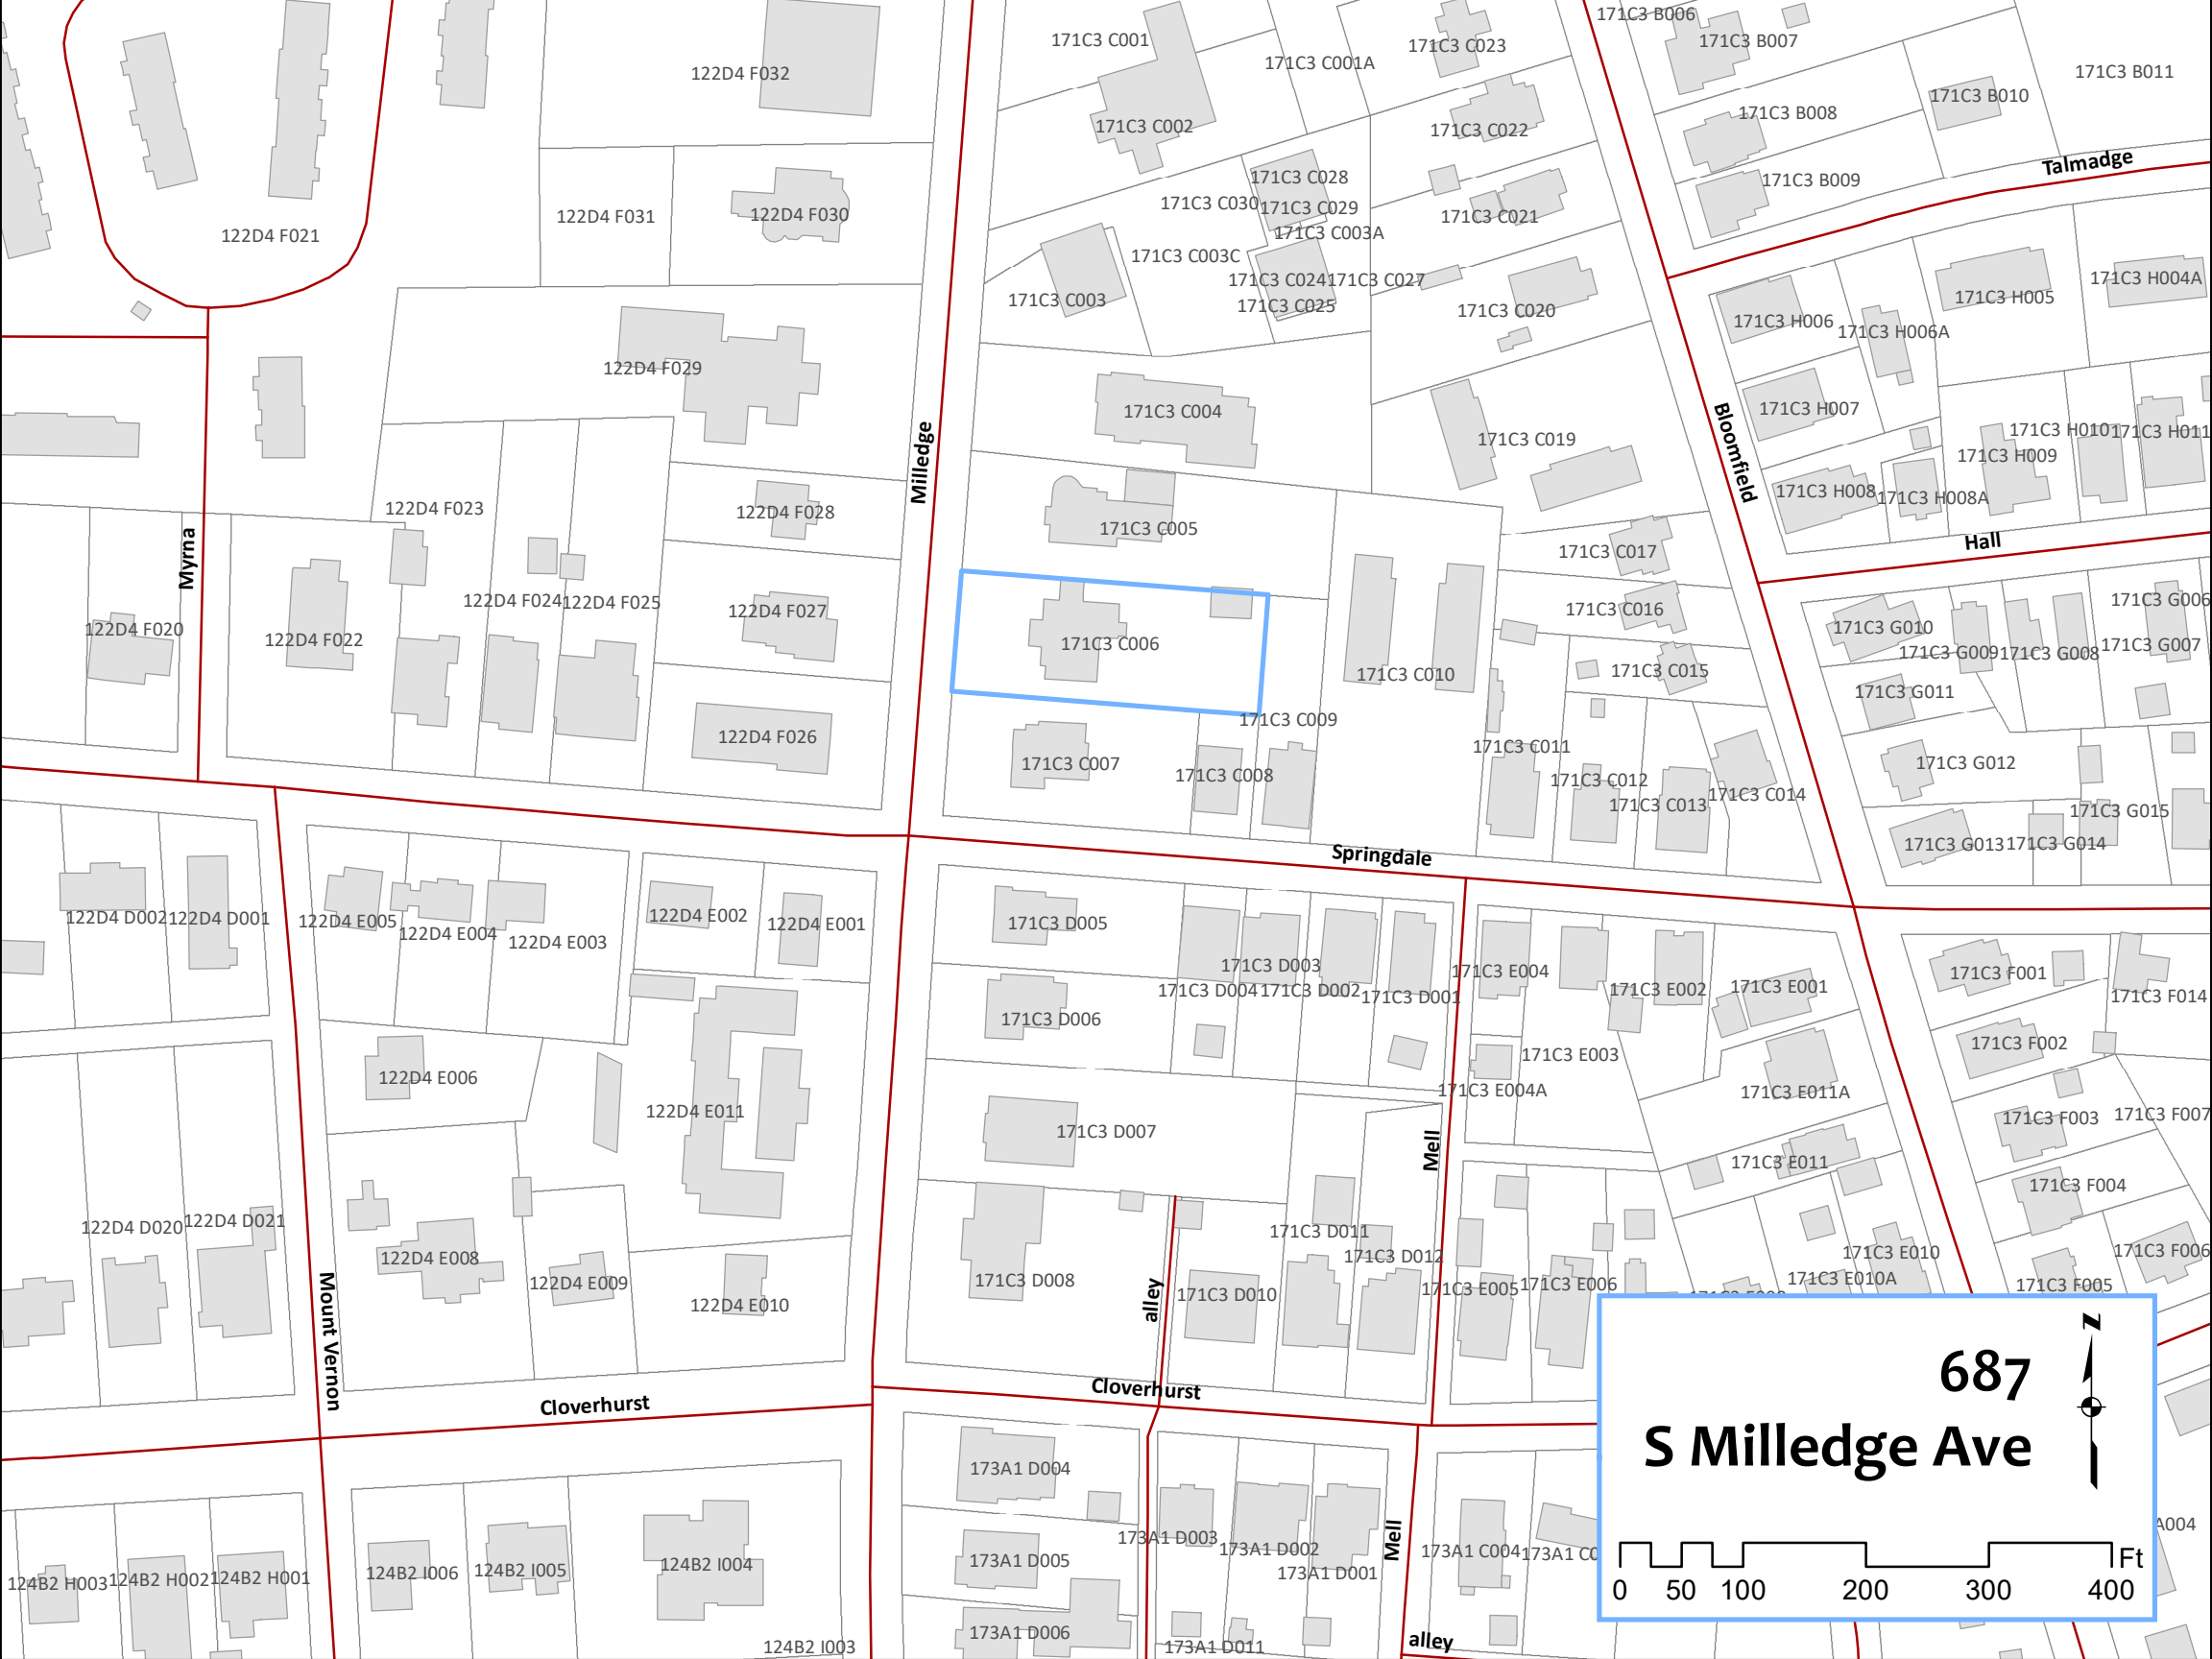 171C3 B006
171C3 C001
171C3 C023
171C3 B007
171C3 C001A
122D4 F032
171C3 B011
171C3 B010
171C3 B008
171C3 C002
171C3 C022
Talmadge
171C3 C028
171C3 B009
171C3 C030
171C3 C029
122D4 F031
122D4 F030
171C3 C021
122D4 F021
171C3 C003A
171C3 C003C
171C3 C024
171C3 C027
171C3 H004A
171C3 C003
171C3 C025
171C3 H005
171C3 C020
171C3 H006
171C3 H006A
122D4 F029
171C3 C004
171C3 H007
Milledge
Bloomfield
171C3 C019
171C3 H010
171C3 H011
171C3 H009
171C3 H008
171C3 H008A
122D4 F023
122D4 F028
171C3 C005
Hall
171C3 C017
Myrna
122D4 F024
122D4 F025
122D4 F027
171C3 C016
171C3 G006
122D4 F020
122D4 F022
171C3 C006
171C3 G010
171C3 G009
171C3 G008
171C3 G007
171C3 C010
171C3 C015
171C3 G011
171C3 C009
122D4 F026
171C3 C011
171C3 C007
171C3 C008
171C3 C012
171C3 G012
171C3 C013
171C3 C014
171C3 G015
171C3 G013
171C3 G014
Springdale
122D4 D002
122D4 D001
122D4 E005
122D4 E004
122D4 E003
122D4 E002
122D4 E001
171C3 D005
171C3 D003
171C3 D004
171C3 D002
171C3 D001
171C3 E004
171C3 E002
171C3 E001
171C3 F001
171C3 F014
171C3 D006
171C3 E003
171C3 F002
122D4 E006
171C3 E004A
171C3 E011A
122D4 E011
171C3 D007
Mell
171C3 F003
171C3 F007
171C3 E011
171C3 F004
122D4 D020
122D4 D021
122D4 E008
122D4 E009
122D4 E010
171C3 D011
171C3 D012
171C3 D008
alley
171C3 D010
171C3 E005
171C3 E006
171C3 E010
171C3 E010A
171C3 F006
171C3 F005
Mount Vernon
Cloverhurst
Cloverhurst
687
S Milledge Ave
N
0 50 100 200 300 400 Ft
173A1 D004
173A1 D003
173A1 D002
173A1 D001
Mell
173A1 C004
173A1 C0
A004
124B2 H003
124B2 H002
124B2 H001
124B2 I006
124B2 I005
124B2 I004
173A1 D005
173A1 D006
173A1 D011
124B2 I003
alley